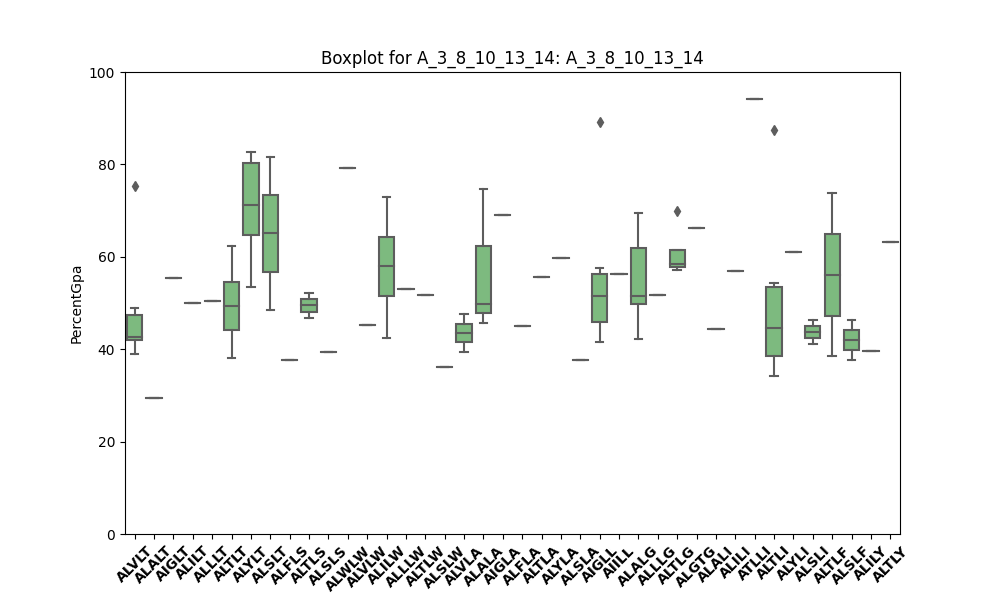 Boxplot for A_3_8_10_13_14: A_3_8_10_13_14
PercentGpa
100
80
60
40
20
0
ALVLT
ALALT
AIGLT
ALILT
ALLLT
ALTLT
ALYLT
ALSLT
ALFLS
ALTLS
ALSLS
ALWLW
ALVLW
ALILW
ALLLW
ALTLW
ALSLW
ALVLA
ALALA
AIGLA
ALFLA
ALTLA
ALYLA
ALSLA
AIGLL
AIILL
ALALG
ALLLG
ALTLG
ALGTG
ALALI
ALILI
ATLLI
ALTLI
ALYLI
ALSLI
ALTLF
ALSLF
ALILY
ALTLY